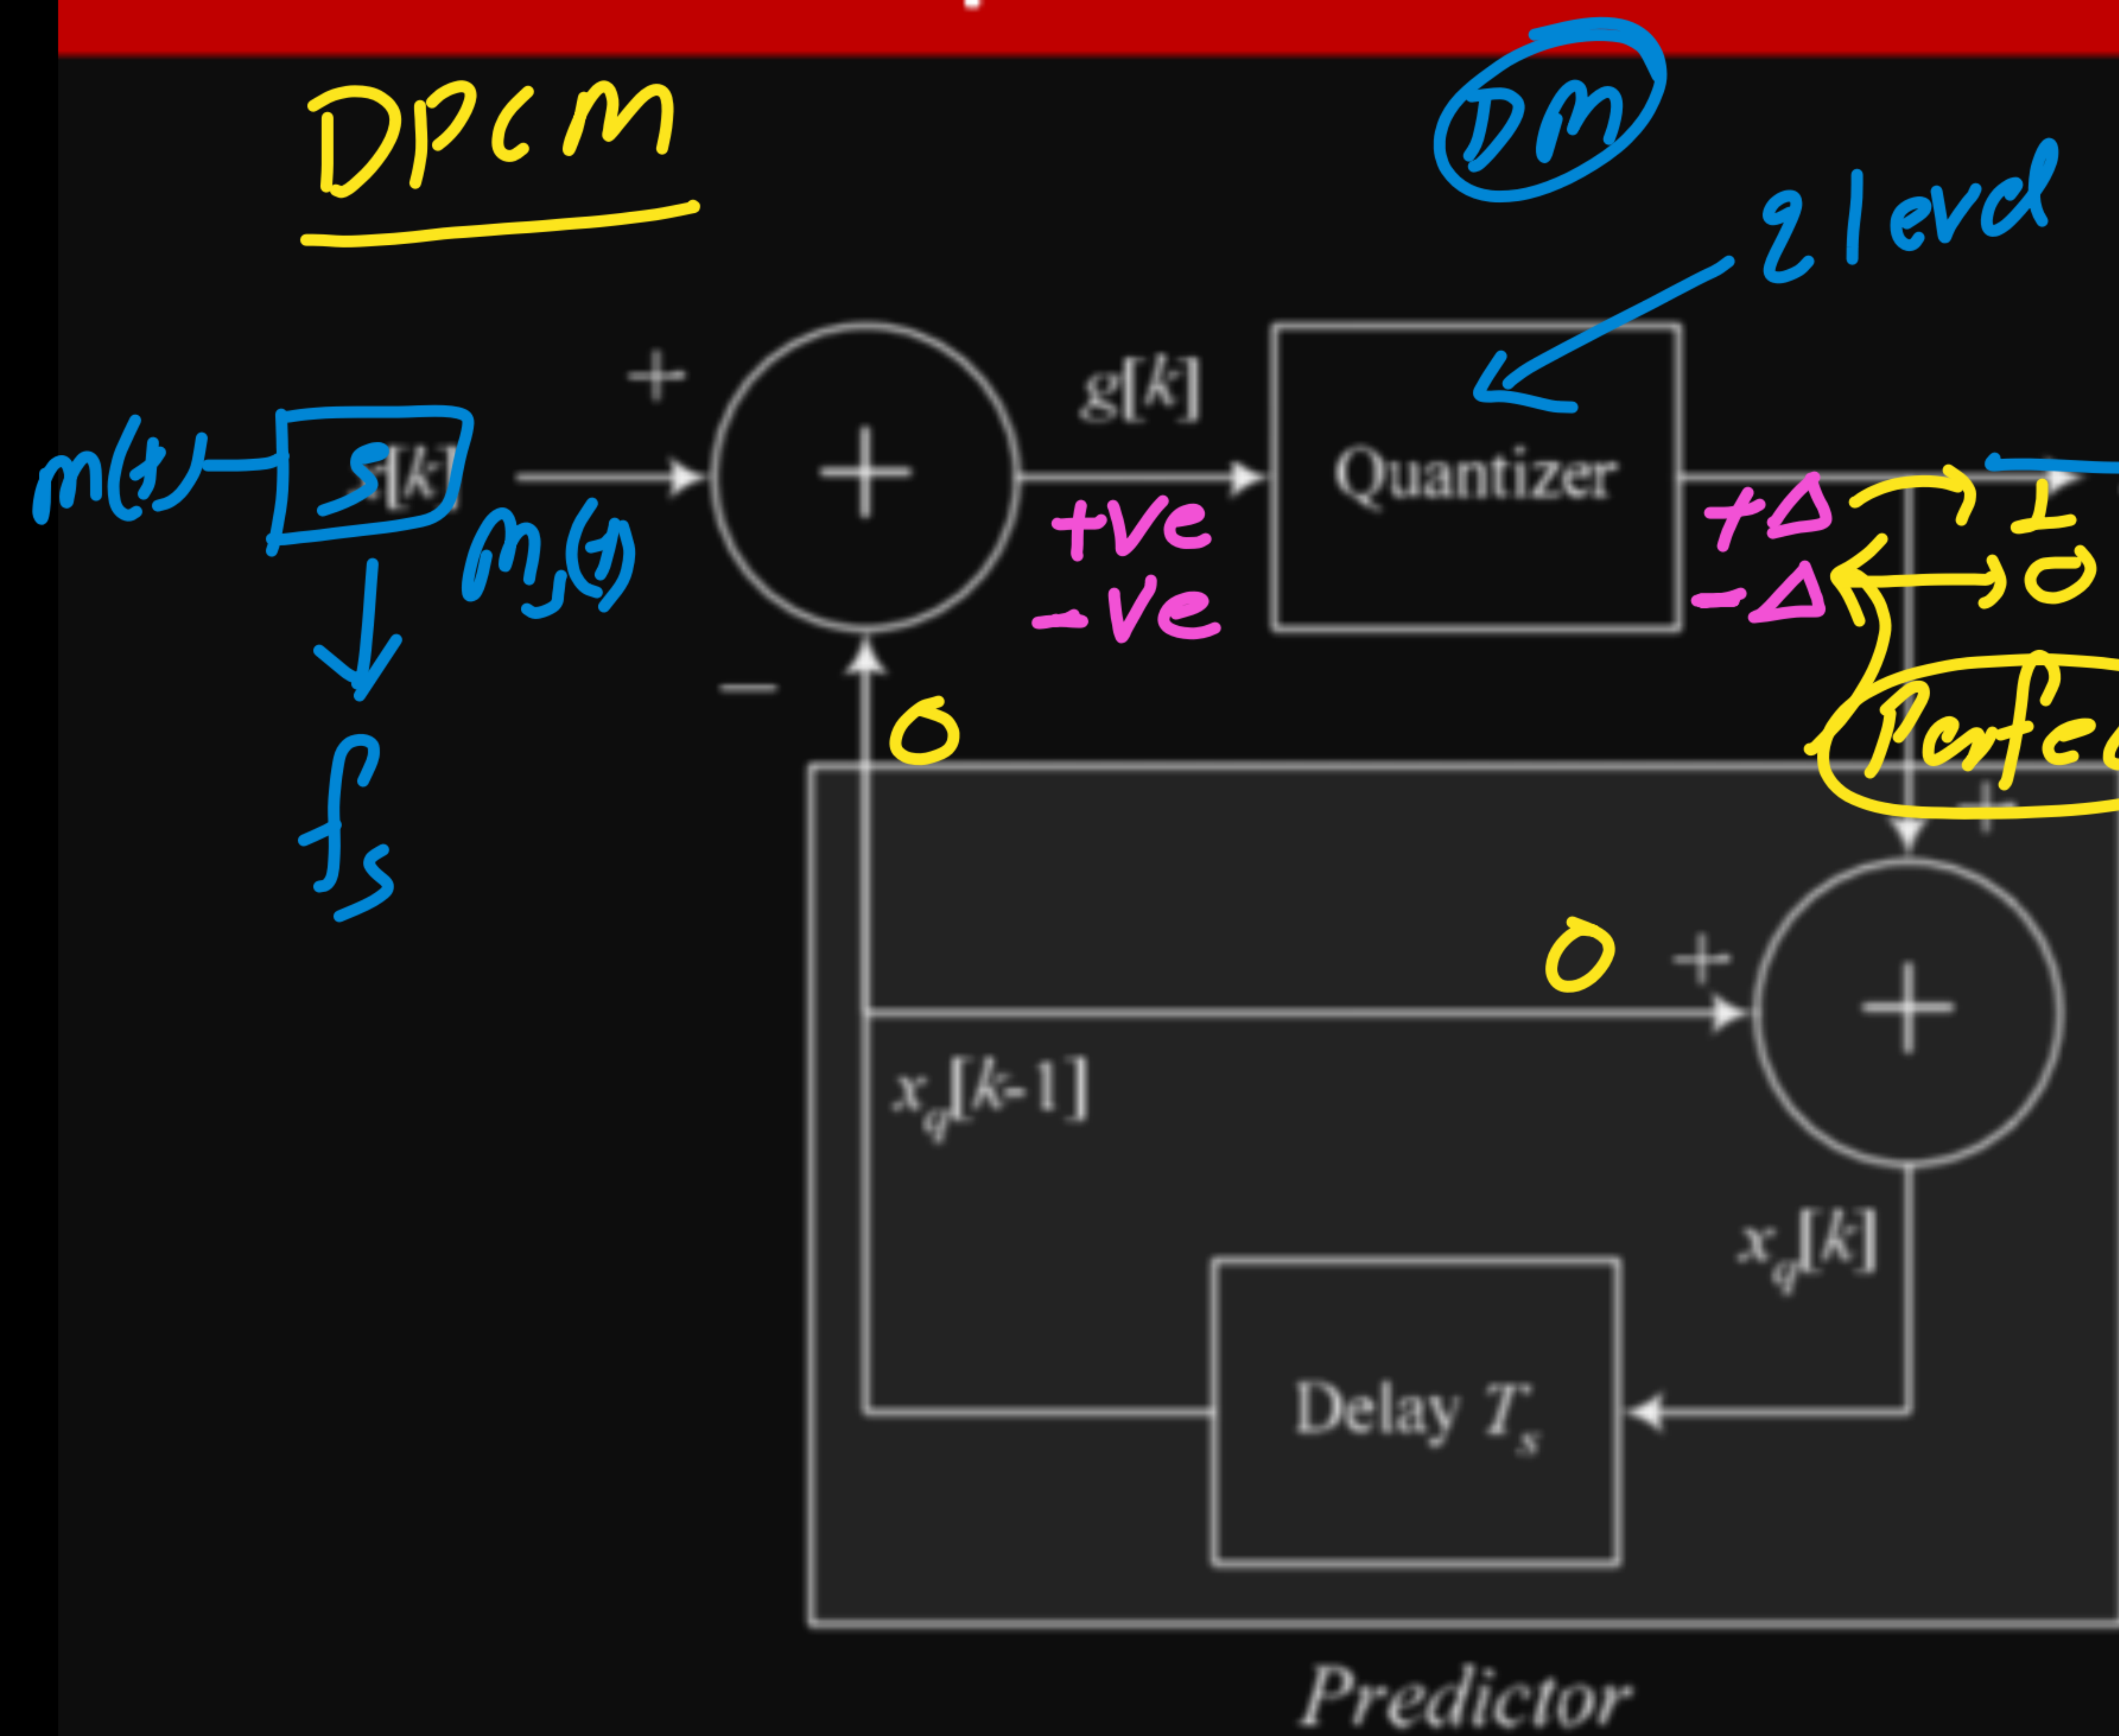 DPCM
DM
2 level
+
g[k]
m(t)
S
[k]
ms(t)
+
Quantizer
+ve
-ve
+Δ
-Δ
1
0
fs
−
0
+
0
+
+
xq[k-1]
xq[k]
Delay Ts
Predictor